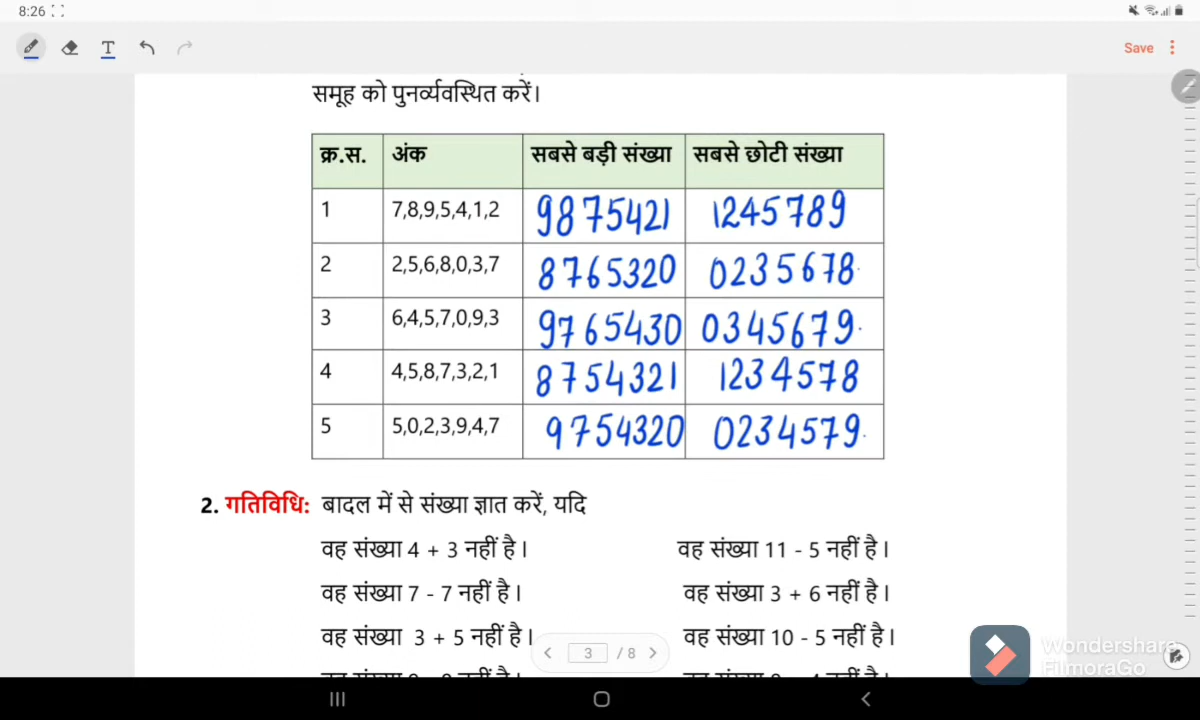 8:26
Save
समूह को पुनर्व्यवस्थित करें।
क्र.स. अंक सबसे बड़ी संख्या सबसे छोटी संख्या
1 7,8,9,5,4,1,2 9875421 1245789
2 2,5,6,8,0,3,7 8765320 0235678
3 6,4,5,7,0,9,3 9765430 0345679
4 4,5,8,7,3,2,1 8754321 1234578
5 5,0,2,3,9,4,7 9754320 0234579
2. गतिविधि: बादल में से संख्या ज्ञात करें, यदि
वह संख्या 4 + 3 नहीं है। वह संख्या 11 - 5 नहीं है।
वह संख्या 7 - 7 नहीं है। वह संख्या 3 + 6 नहीं है।
वह संख्या 3 + 5 नहीं है। वह संख्या 10 - 5 नहीं है।
3 / 8
Wondershare
FilmoraGo